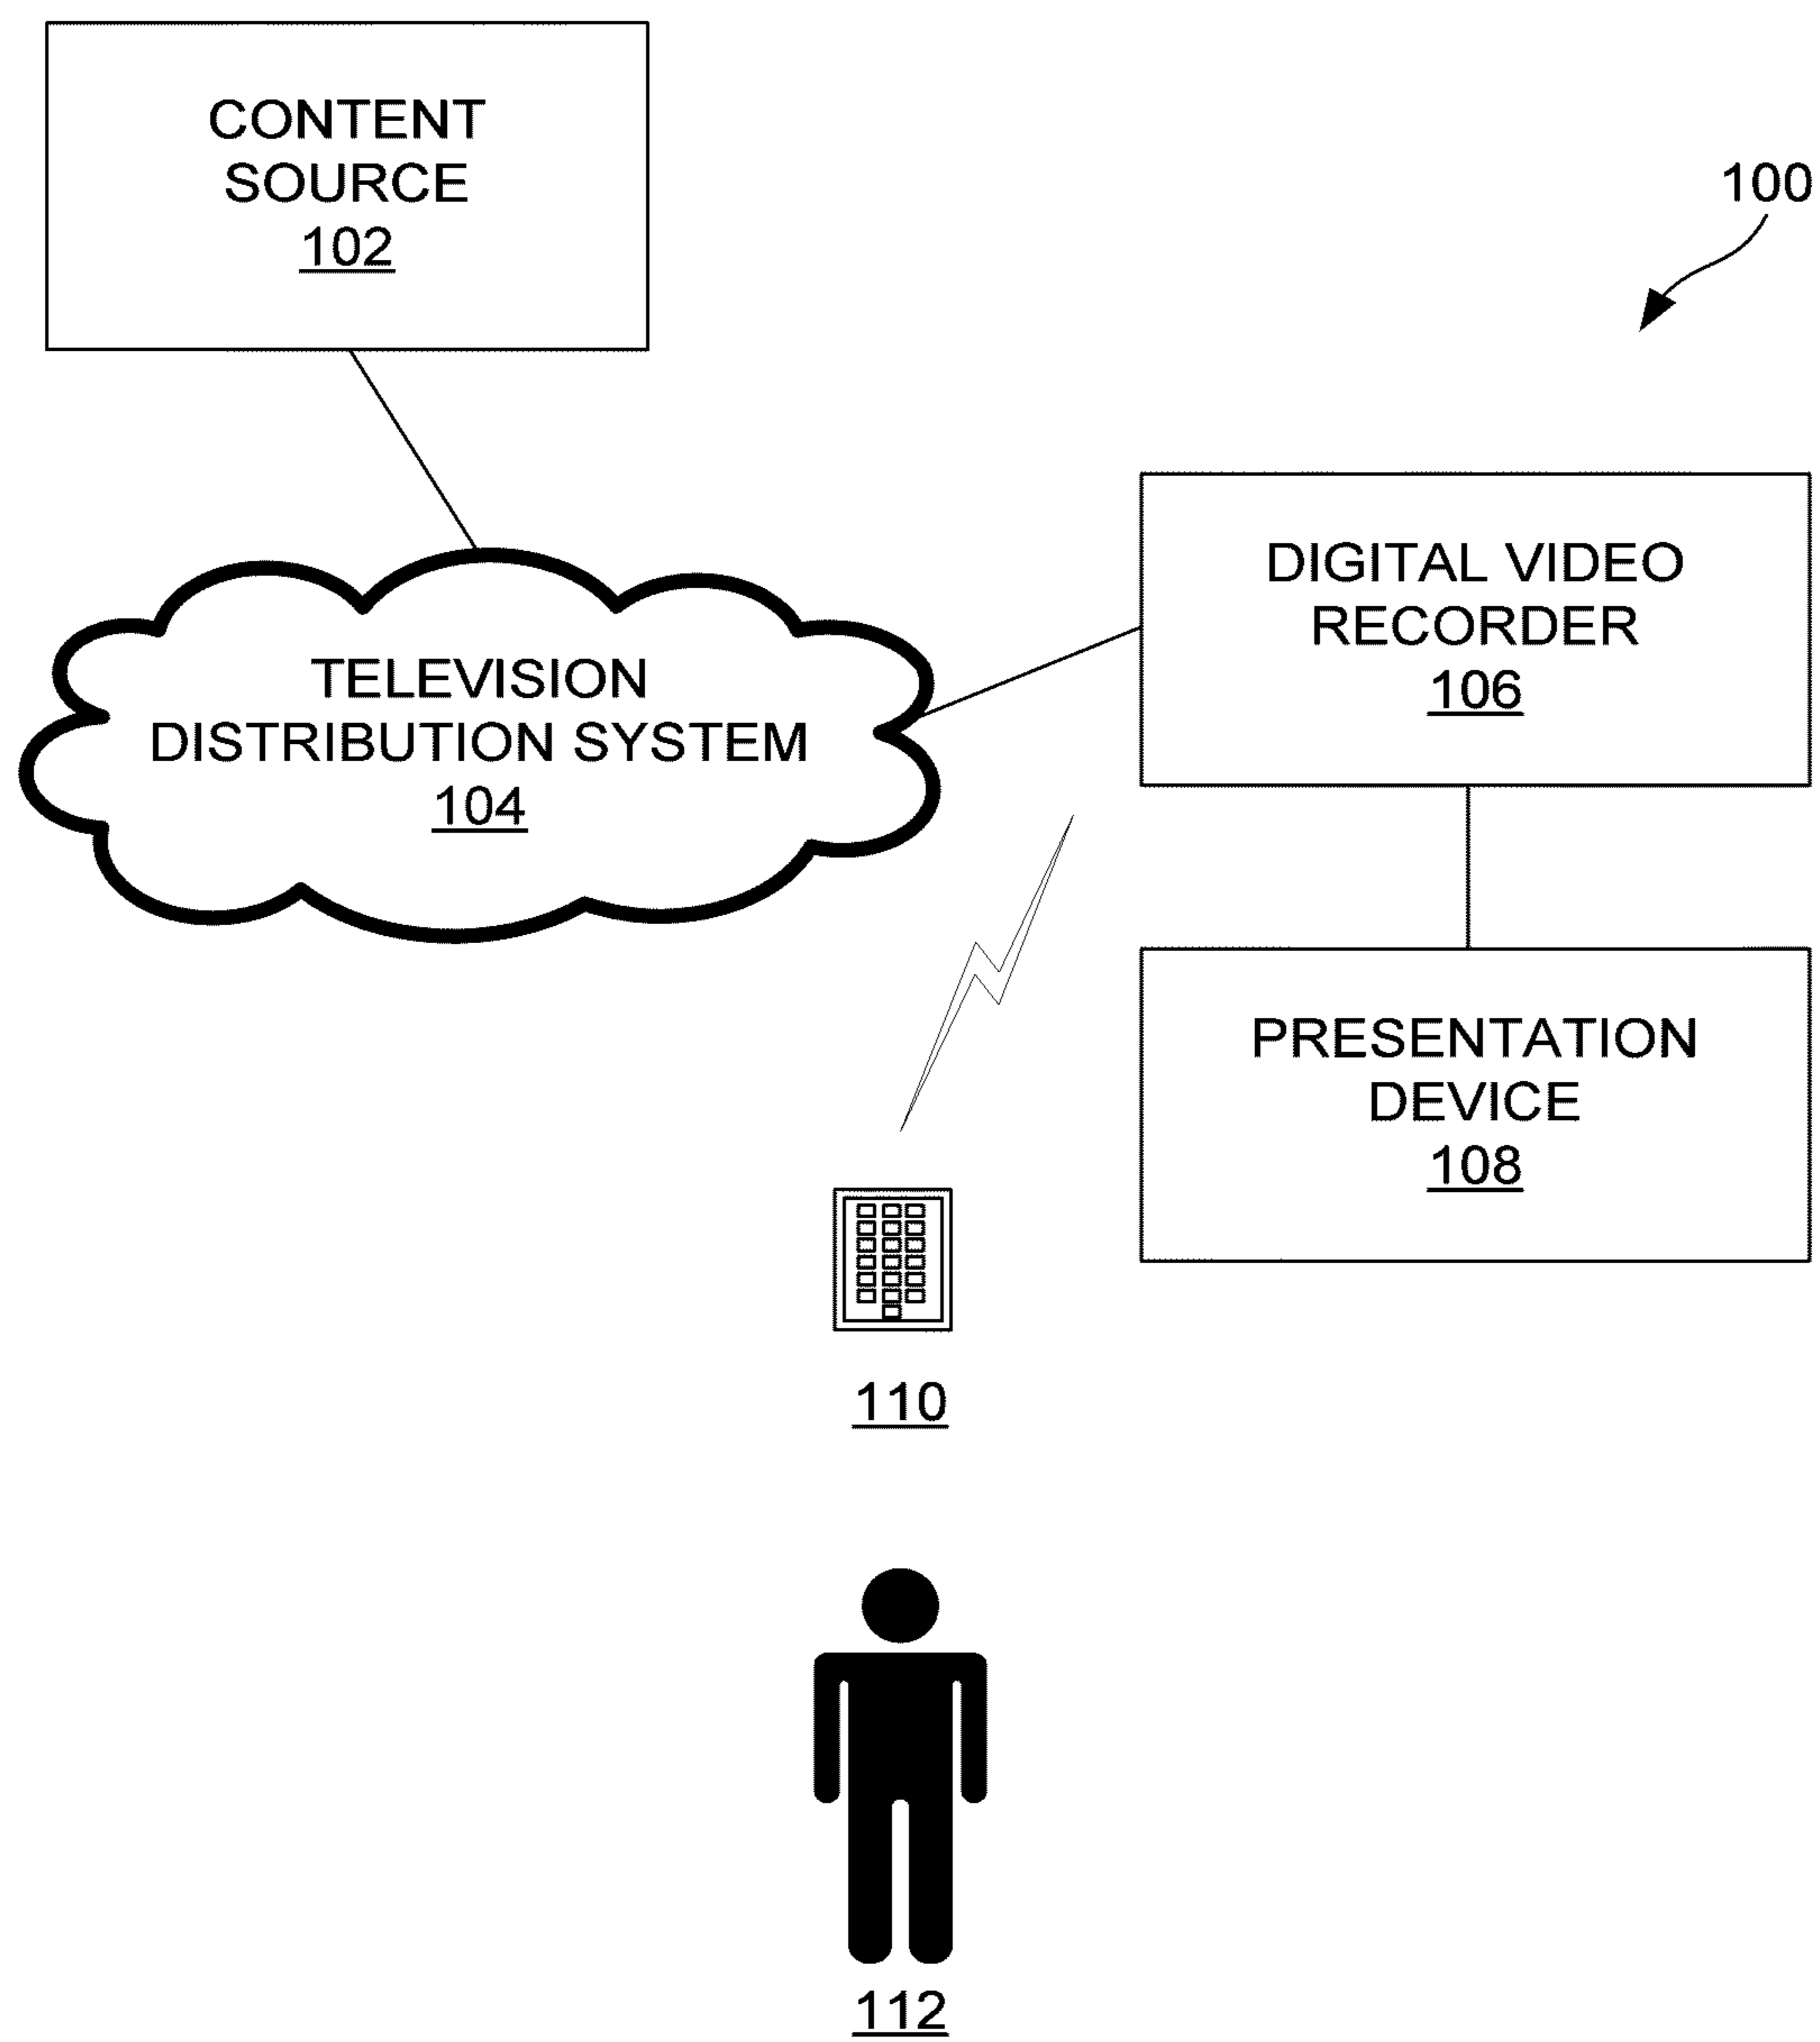 CONTENT
SOURCE
102
100
DIGITAL VIDEO
RECORDER
106
TELEVISION
DISTRIBUTION SYSTEM
104
PRESENTATION
DEVICE
108
110
112